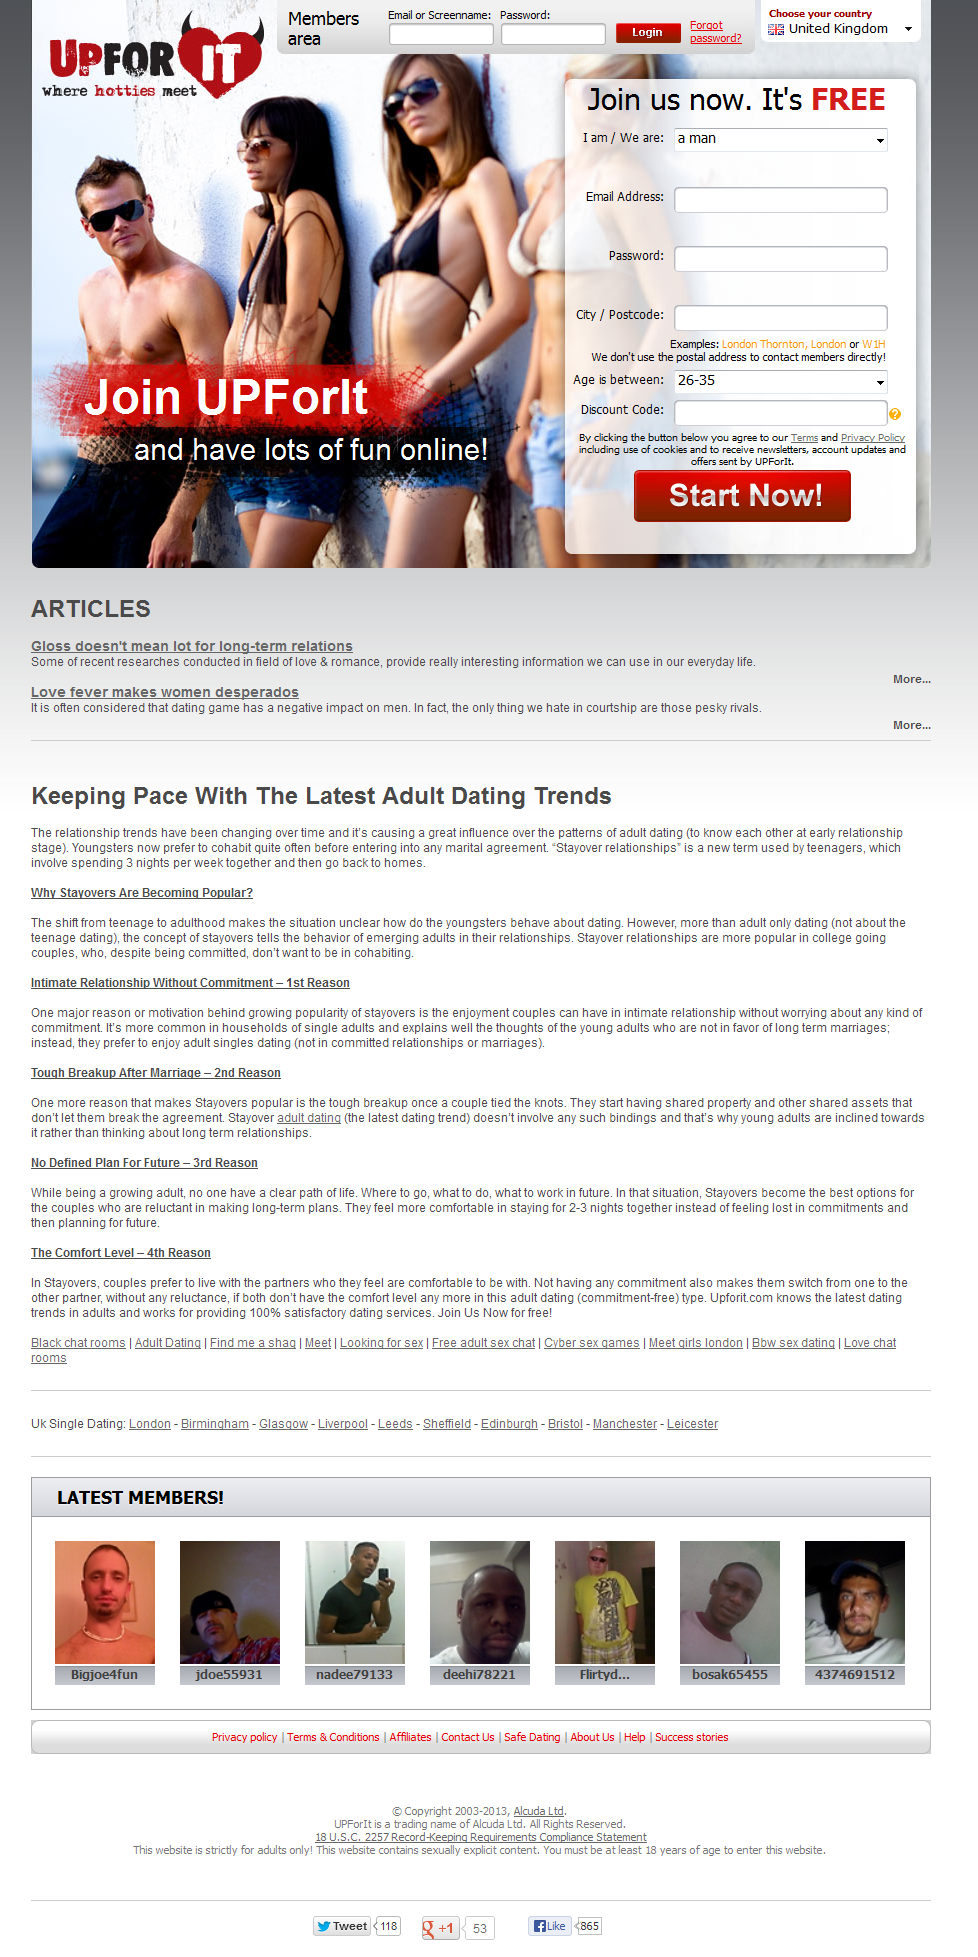 UPFOR IT
where hotties meet
Members area
Email or Screenname:
Password:
Login
Forgot password?
Choose your country
United Kingdom
Join us now. It's FREE
I am / We are: a man
Email Address:
Password:
City / Postcode:
Examples: London Thornton, London or W1H
We don't use the postal address to contact members directly!
Age is between: 26-35
Discount Code: ?
By clicking the button below you agree to our Terms and Privacy Policy
including use of cookies and to receive newsletters, account updates and
offers sent by UPForIt.
Start Now!
Join UPForIt
and have lots of fun online!
ARTICLES
Gloss doesn't mean lot for long-term relations
Some of recent researches conducted in field of love & romance, provide really interesting information we can use in our everyday life.
More...
Love fever makes women desperados
It is often considered that dating game has a negative impact on men. In fact, the only thing we hate in courtship are those pesky rivals.
More...
Keeping Pace With The Latest Adult Dating Trends
The relationship trends have been changing over time and it's causing a great influence over the patterns of adult dating (to know each other at early relationship
stage). Youngsters now prefer to cohabit quite often before entering into any marital agreement. “Stayover relationships” is a new term used by teenagers, which
involve spending 3 nights per week together and then go back to homes.
Why Stayovers Are Becoming Popular?
The shift from teenage to adulthood makes the situation unclear how do the youngsters behave about dating. However, more than adult only dating (not about the
teenage dating), the concept of stayovers tells the behavior of emerging adults in their relationships. Stayover relationships are more popular in college going
couples, who, despite being committed, don't want to be in cohabiting.
Intimate Relationship Without Commitment – 1st Reason
One major reason or motivation behind growing popularity of stayovers is the enjoyment couples can have in intimate relationship without worrying about any kind of
commitment. It's more common in households of single adults and explains well the thoughts of the young adults who are not in favor of long term marriages;
instead, they prefer to enjoy adult singles dating (not in committed relationships or marriages).
Tough Breakup After Marriage – 2nd Reason
One more reason that makes Stayovers popular is the tough breakup once a couple tied the knots. They start having shared property and other shared assets that
don't let them break the agreement. Stayover adult dating (the latest dating trend) doesn't involve any such bindings and that's why young adults are inclined towards
it rather than thinking about long term relationships.
No Defined Plan For Future – 3rd Reason
While being a growing adult, no one have a clear path of life. Where to go, what to do, what to work in future. In that situation, Stayovers become the best options for
the couples who are reluctant in making long-term plans. They feel more comfortable in staying for 2-3 nights together instead of feeling lost in commitments and
then planning for future.
The Comfort Level – 4th Reason
In Stayovers, couples prefer to live with the partners who they feel are comfortable to be with. Not having any commitment also makes them switch from one to the
other partner, without any reluctance, if both don't have the comfort level any more in this adult dating (commitment-free) type. Upforit.com knows the latest dating
trends in adults and works for providing 100% satisfactory dating services. Join Us Now for free!
Black chat rooms | Adult Dating | Find me a shag | Meet | Looking for sex | Free adult sex chat | Cyber sex games | Meet girls london | Bbw sex dating | Love chat
rooms
Uk Single Dating: London - Birmingham - Glasgow - Liverpool - Leeds - Sheffield - Edinburgh - Bristol - Manchester - Leicester
LATEST MEMBERS!
Bigjoe4fun jdoe55931 nadee79133 deehi78221 Flirtyd... bosak65455 4374691512
Privacy policy | Terms & Conditions | Affiliates | Contact Us | Safe Dating | About Us | Help | Success stories
© Copyright 2003-2013, Alcuda Ltd.
UPForIt is a trading name of Alcuda Ltd. All Rights Reserved.
18 U.S.C. 2257 Record-Keeping Requirements Compliance Statement
This website is strictly for adults only! This website contains sexually explicit content. You must be at least 18 years of age to enter this website.
Tweet 118 g +1 53 f Like 865